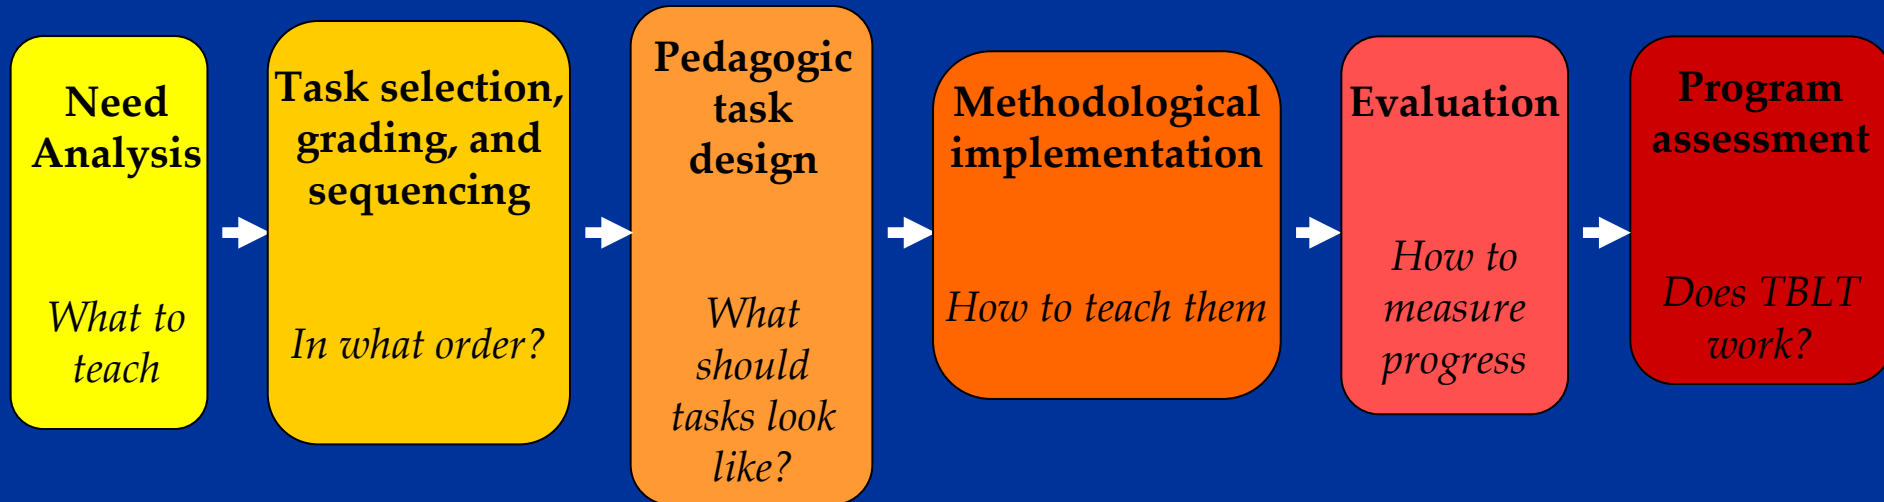 Need
Analysis
What to
teach
Task selection,
grading, and
sequencing
In what order?
Pedagogic
task
design
What
should
tasks look
like?
Methodological
implementation
How to teach them
Evaluation
How to
measure
progress
Program
assessment
Does TBLT
work?